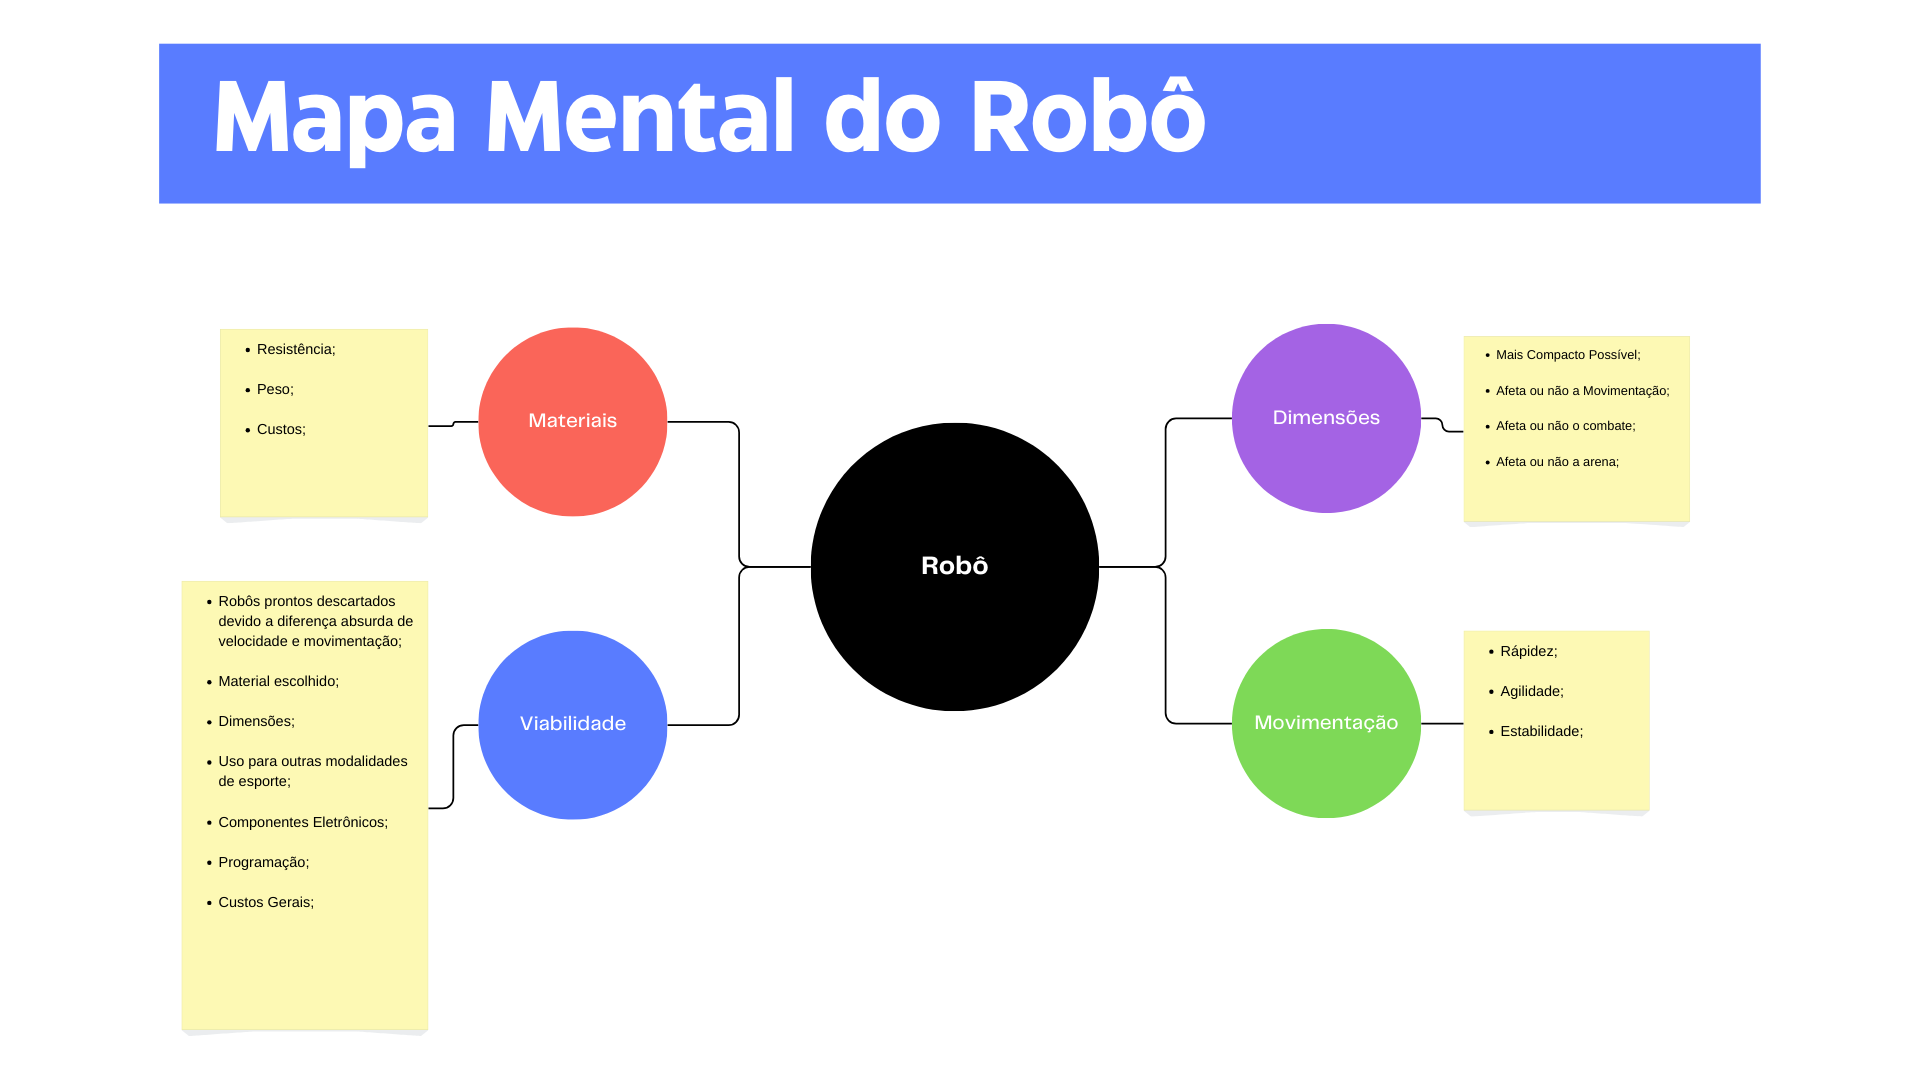 Mapa Mental do Robô
Materiais
• Resistência;
• Peso;
• Custos;
Viabilidade
• Robôs prontos descartados
devido a diferença absurda de
velocidade e movimentação;
• Material escolhido;
• Dimensões;
• Uso para outras modalidades
de esporte;
• Componentes Eletrônicos;
• Programação;
• Custos Gerais;
Robô
Dimensões
• Mais Compacto Possível;
• Afeta ou não a Movimentação;
• Afeta ou não o combate;
• Afeta ou não a arena;
Movimentação
• Rápidez;
• Agilidade;
• Estabilidade;